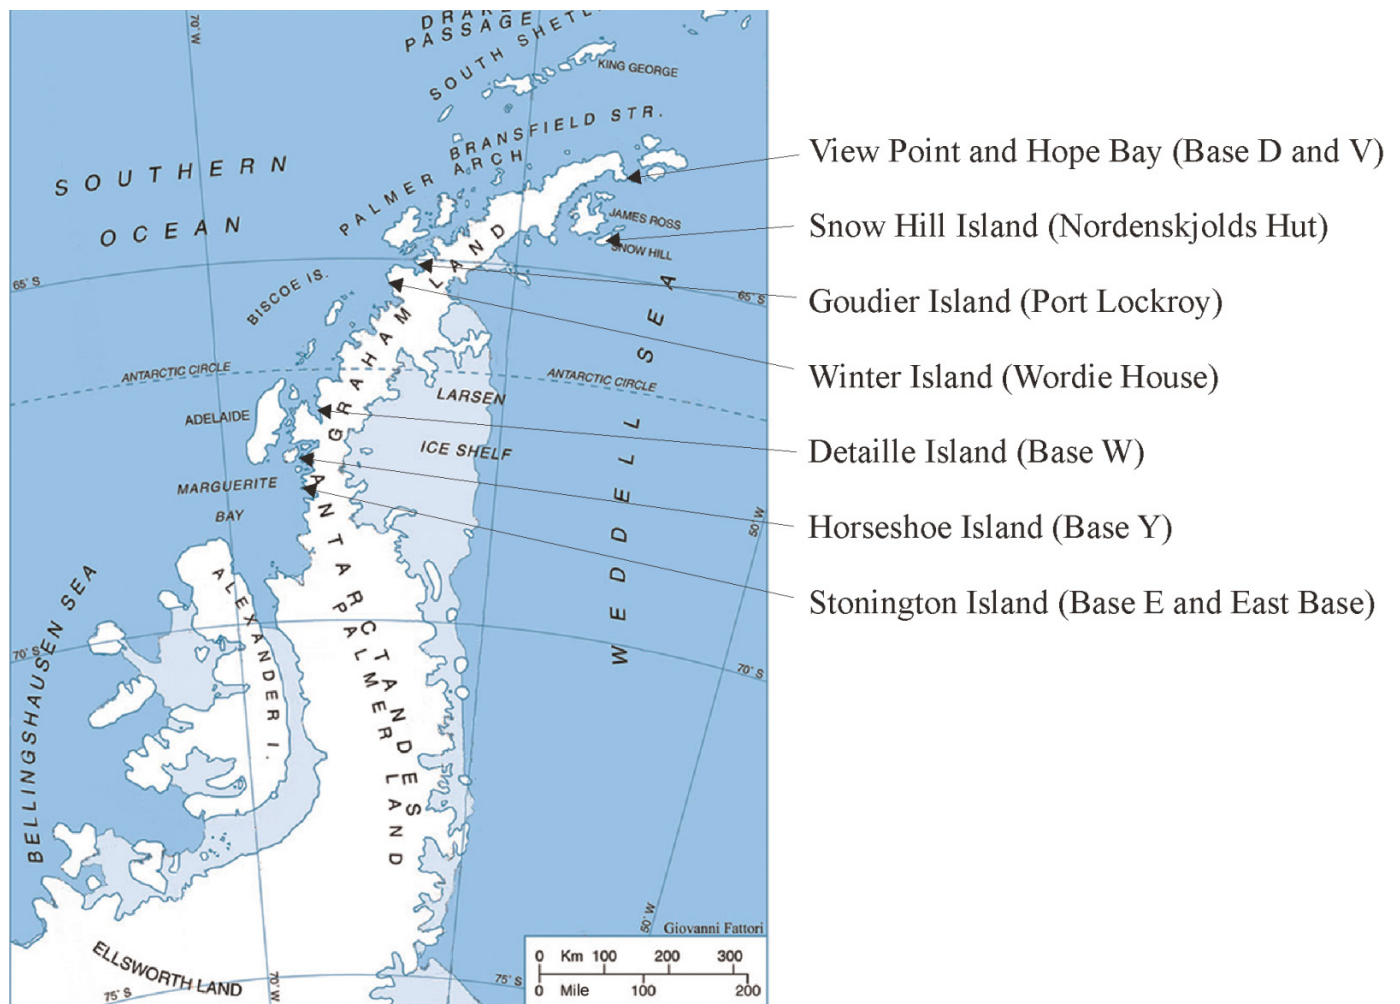 70° W
DRAKE
PASSAGE
SOUTH SHETL
KING GEORGE
BRANSFIELD STR.
PALMER ARCH
SOUTHERN
OCEAN
JAMES ROSS
SNOW HILL
65° S
65° S
BISCOE IS.
GRAHAM LAND
WEDDELL SEA
ANTARCTIC CIRCLE
ANTARCTIC CIRCLE
ADELAIDE
LARSEN
ICE SHELF
MARGUERITE
BAY
50° W
ANTARCTANDES
PALMER LAND
ALEXANDER I.
BELLINGSHAUSEN SEA
70° S
70° S
50° W
ELLSWORTH LAND
75° S
75° S
70° W
Giovanni Fattori
0 Km 100 200 300
0 Mile 100 200
View Point and Hope Bay (Base D and V)
Snow Hill Island (Nordenskjolds Hut)
Goudier Island (Port Lockroy)
Winter Island (Wordie House)
Detaille Island (Base W)
Horseshoe Island (Base Y)
Stonington Island (Base E and East Base)